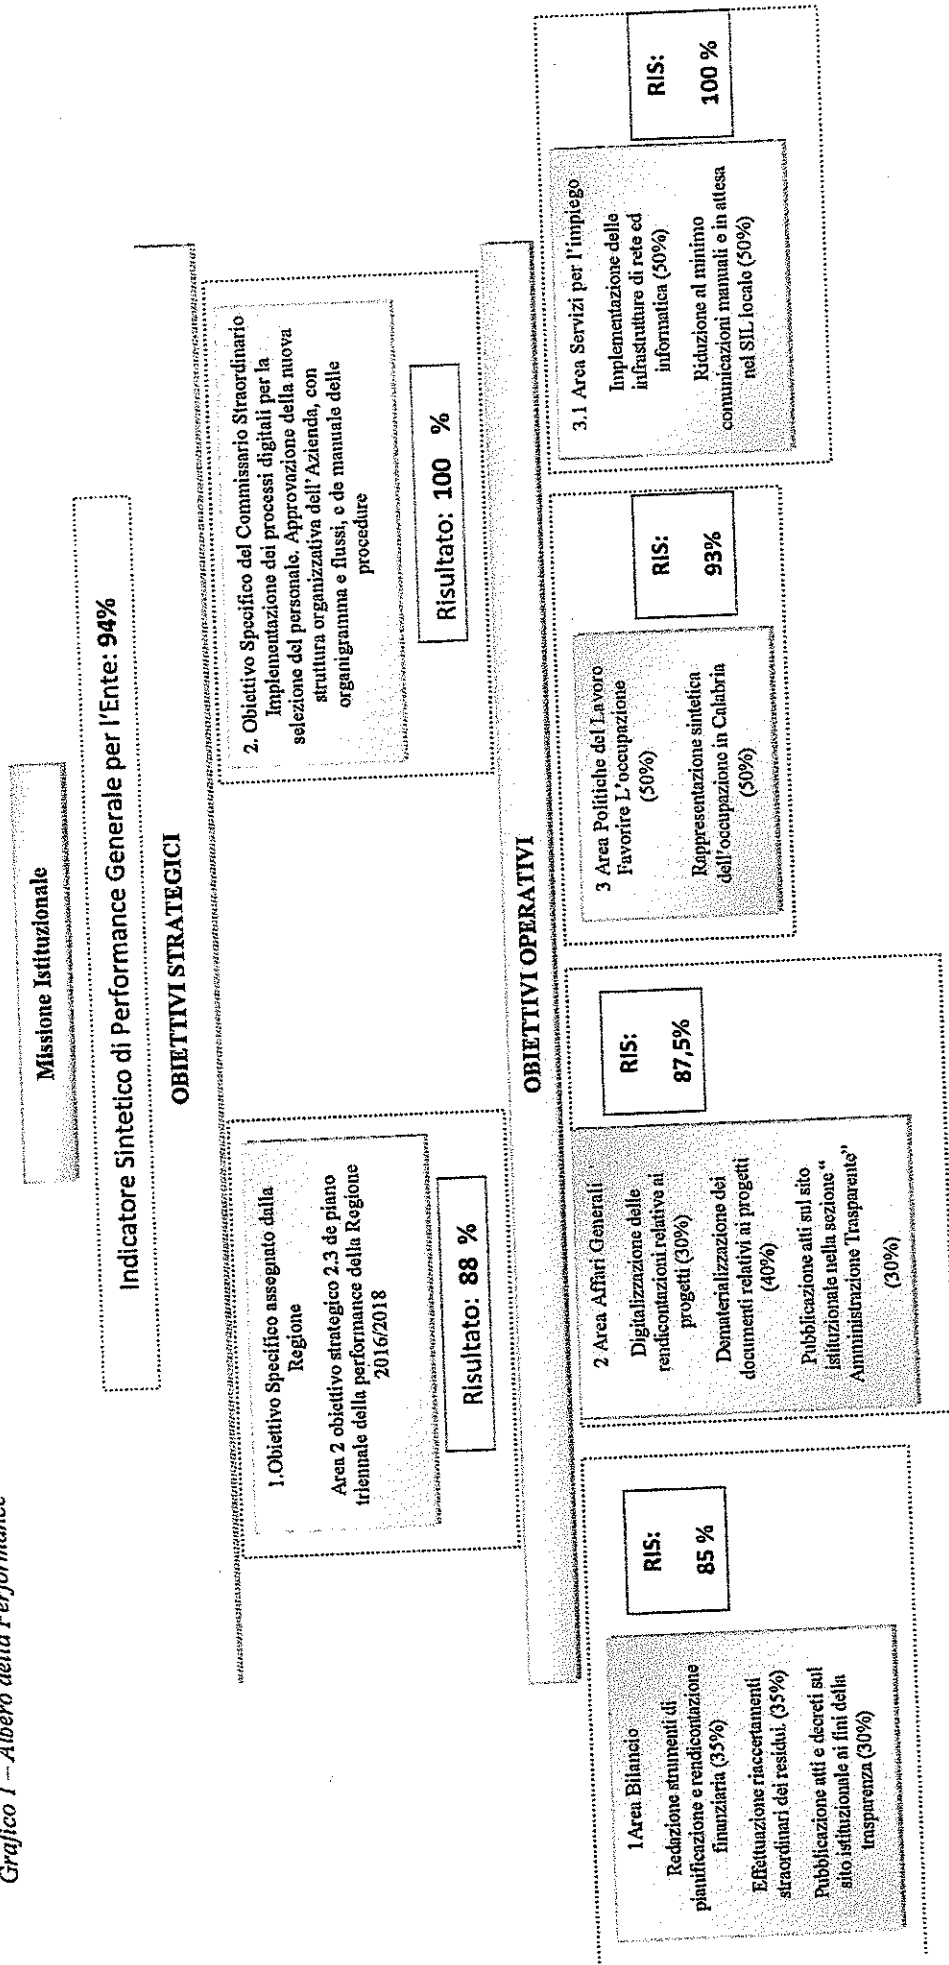 Grafico 1 – Albero della Performance
Missione Istituzionale
Indicatore Sintetico di Performance Generale per l'Ente: 94%
OBIETTIVI STRATEGICI
1.Obiettivo Specifico assegnato dalla
Regione
Area 2 obiettivo strategico 2.3 de piano
triennale della performance della Regione
2016/2018
Risultato: 88 %
2. Obiettivo Specifico del Commissario Straordinario
Implementazione dei processi digitali per la
selezione del personale. Approvazione della nuova
struttura organizzativa dell'Azienda, con
organigramma e flussi, e de manuale delle
procedure
Risultato: 100 %
OBIETTIVI OPERATIVI
1Area Bilancio
Redazione strumenti di
pianificazione e rendicontazione
finanziaria (35%)
Effettuazione riaccertamenti
straordinari dei residui. (35%)
Pubblicazione atti e decreti sul
sito istituzionale ai fini della
trasparenza (30%)
RIS:
85 %
2 Area Affari Generali
Digitalizzazione delle
rendicontazioni relative ai
progetti (30%)
Dematerializzazione dei
documenti relativi ai progetti
(40%)
Pubblicazione atti sul sito
istituzionale nella sezione “
Amministrazione Trasparente”
(30%)
RIS:
87,5%
3 Area Politiche del Lavoro
Favorire L'occupazione
(50%)
Rappresentazione sintetica
dell'occupazione in Calabria
(50%)
RIS:
93%
3.1 Area Servizi per l'impiego
Implementazione delle
infrastrutture di rete ed
informatica (50%)
Riduzione al minimo
comunicazioni manuali e in attesa
nel SIL locale (50%)
RIS:
100 %